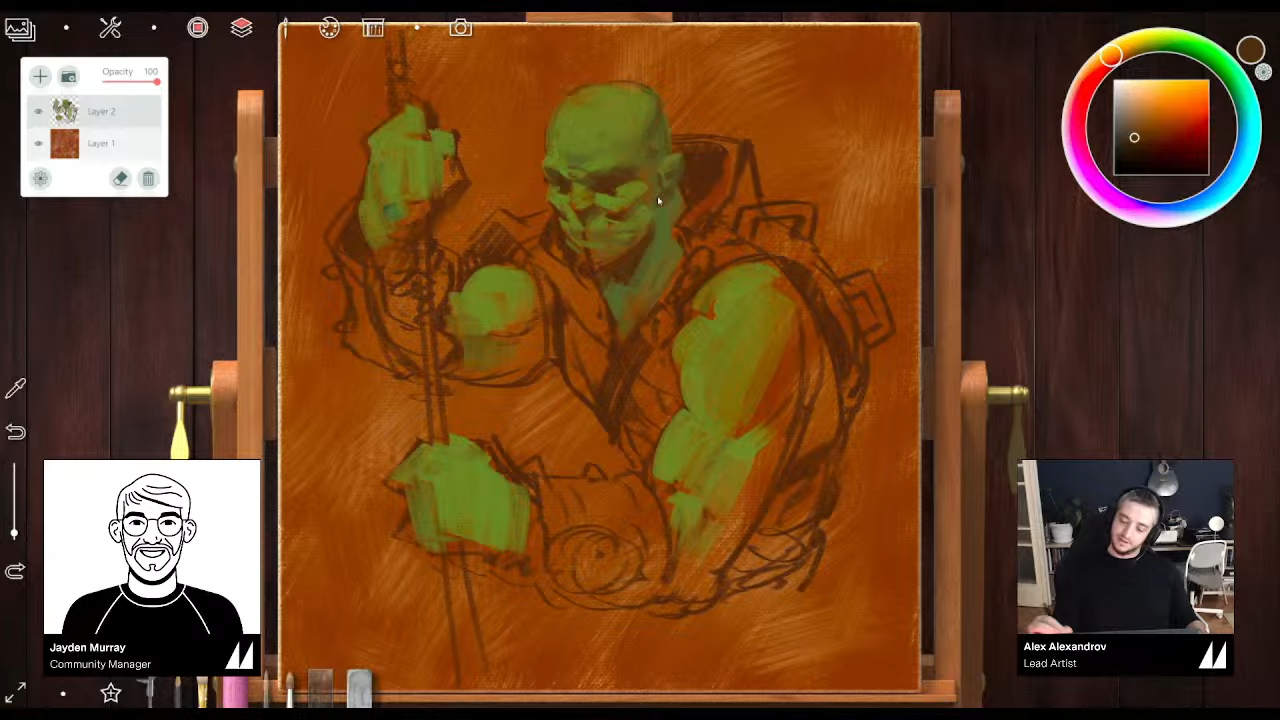 Opacity 100
Layer 2
Layer 1
Jayden Murray
Community Manager
Alex Alexandrov
Lead Artist